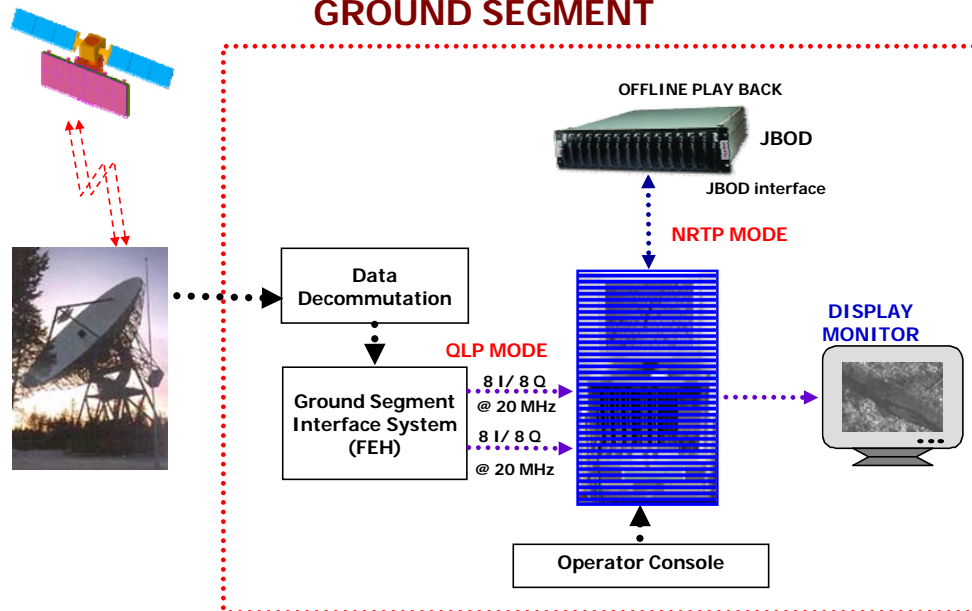 GROUND SEGMENT
OFFLINE PLAY BACK
JBOD
JBOD interface
NRTP MODE
Data
Decommutation
DISPLAY
MONITOR
QLP MODE
8 I/ 8 Q
@ 20 MHz
Ground Segment
Interface System
(FEH)
8 I/ 8 Q
@ 20 MHz
Operator Console